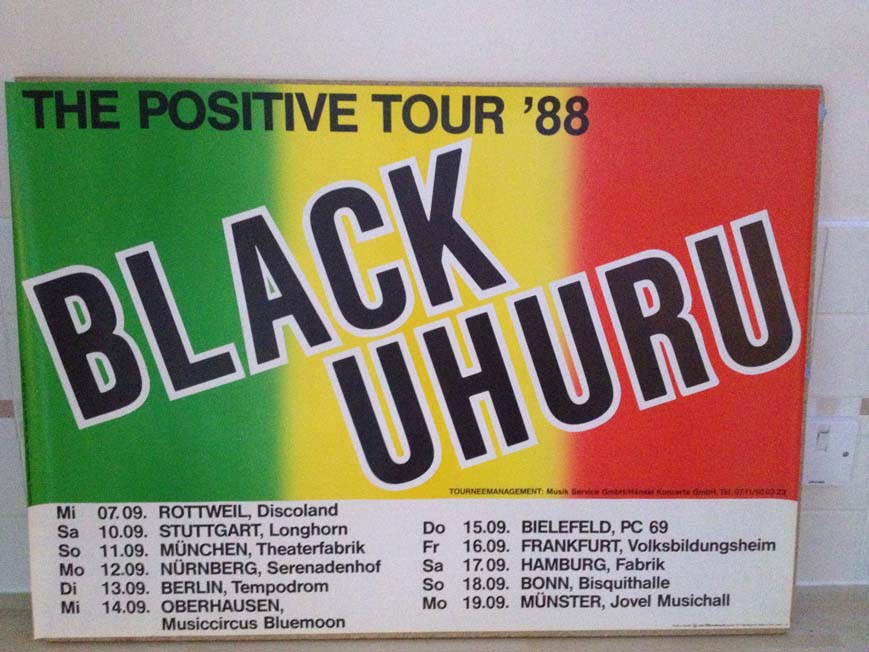 THE POSITIVE TOUR '88
BLACK
UHURU
TOURNEEMANAGEMENT: Musik Service GmbH/Hänsel Konzerte GmbH, Tel. 0711/60 03 23
Mi 07.09. ROTTWEIL, Discoland
Sa 10.09. STUTTGART, Longhorn
So 11.09. MÜNCHEN, Theaterfabrik
Mo 12.09. NÜRNBERG, Serenadenhof
Di 13.09. BERLIN, Tempodrom
Mi 14.09. OBERHAUSEN,
Musiccircus Bluemoon
Do 15.09. BIELEFELD, PC 69
Fr 16.09. FRANKFURT, Volksbildungsheim
Sa 17.09. HAMBURG, Fabrik
So 18.09. BONN, Bisquithalle
Mo 19.09. MÜNSTER, Jovel Musichall